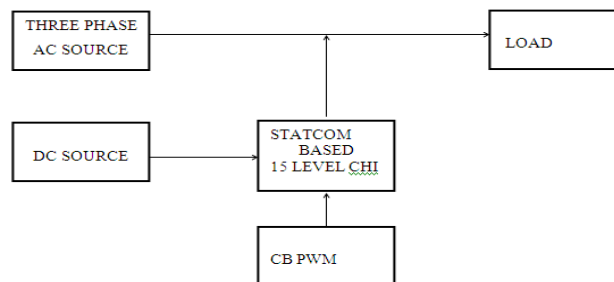 THREE PHASE
AC SOURCE
LOAD
DC SOURCE
STATCOM
BASED
15 LEVEL CHI
CB PWM